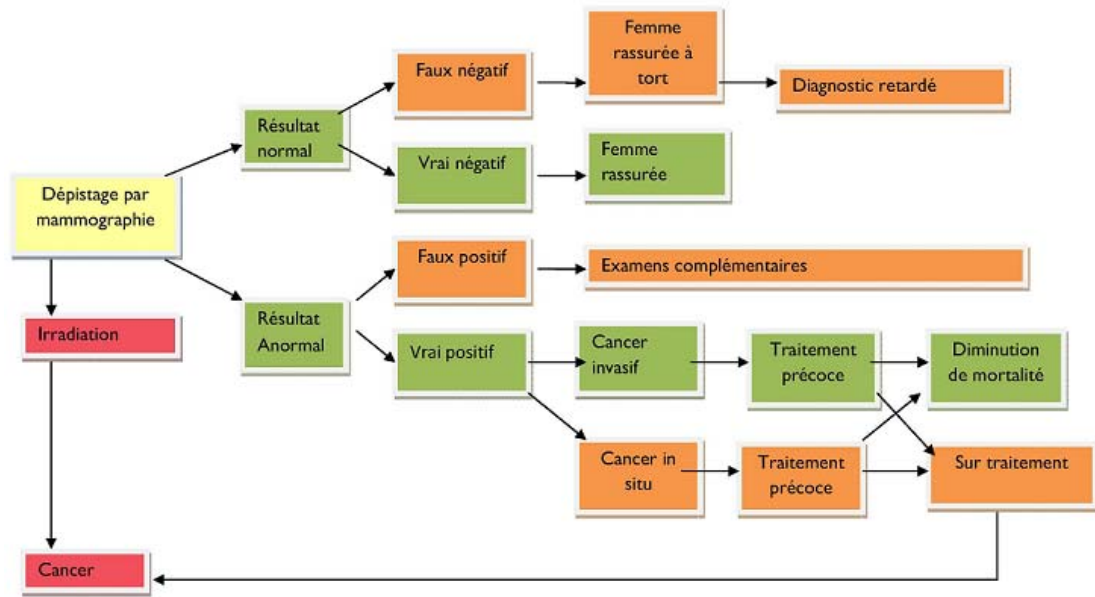 Femme
rassurée à
tort
Faux négatif
Diagnostic retardé
Résultat
normal
Vrai négatif
Femme
rassurée
Dépistage par
mammographie
Faux positif
Examens complémentaires
Irradiation
Résultat
Anormal
Vrai positif
Cancer
invasif
Traitement
précoce
Diminution
de mortalité
Cancer in
situ
Traitement
précoce
Sur traitement
Cancer